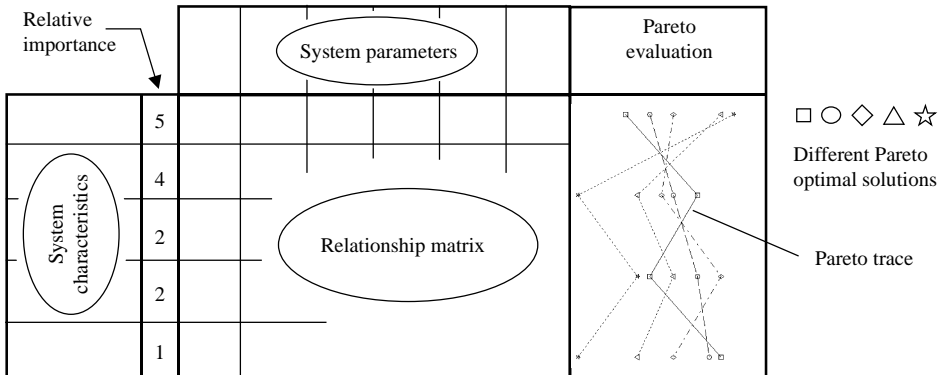 Relative
importance
System parameters
Pareto
evaluation
5
4
2
2
1
System
characteristics
Relationship matrix
Different Pareto
optimal solutions
Pareto trace